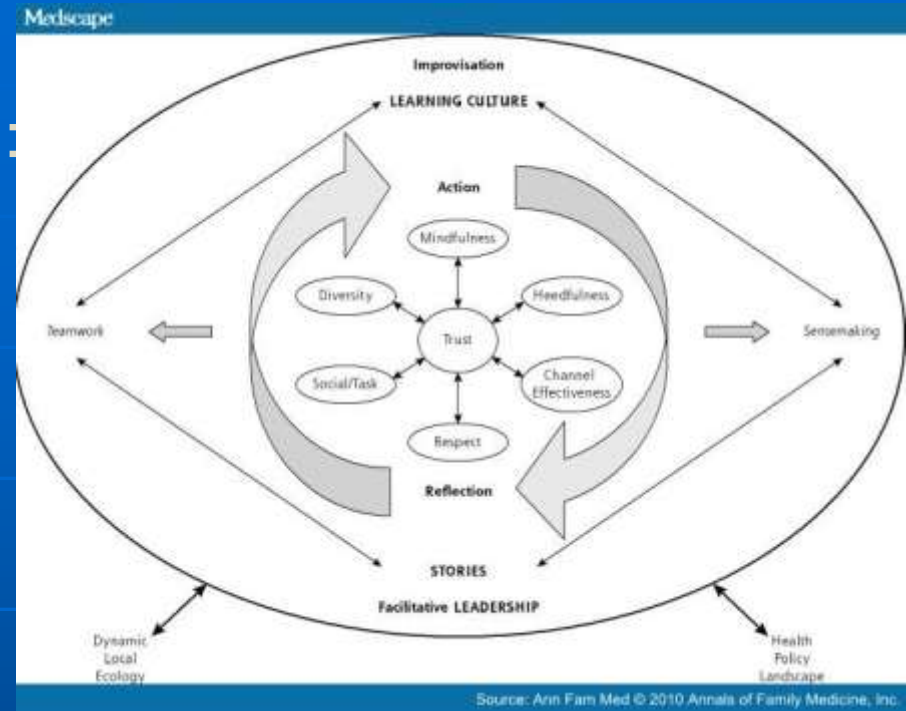 Medscape
Improvisation
LEARNING CULTURE
Action
Mindfulness
Diversity
Heedfulness
Teamwork
Trust
Sensemaking
Social/Task
Channel
Effectiveness
Respect
Reflection
STORIES
Facilitative LEADERSHIP
Dynamic
Local
Ecology
Health
Policy
Landscape
Source: Ann Fam Med © 2010 Annals of Family Medicine, Inc.